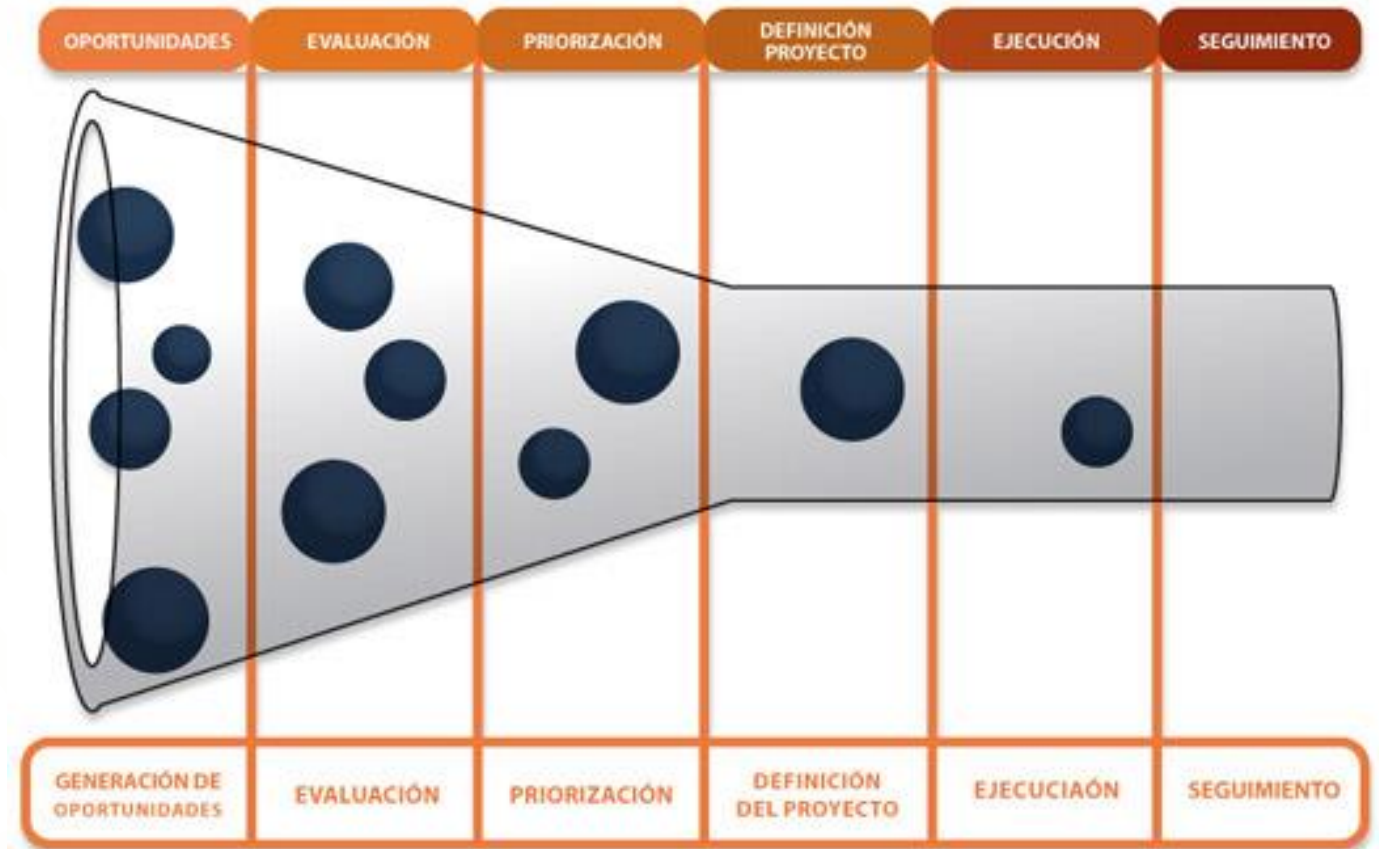 OPORTUNIDADES
EVALUACIÓN
PRIORIZACIÓN
DEFINICIÓN
PROYECTO
EJECUCIÓN
SEGUIMIENTO
GENERACIÓN DE
OPORTUNIDADES
EVALUACIÓN
PRIORIZACIÓN
DEFINICIÓN
DEL PROYECTO
EJECUCIAÓN
SEGUIMIENTO